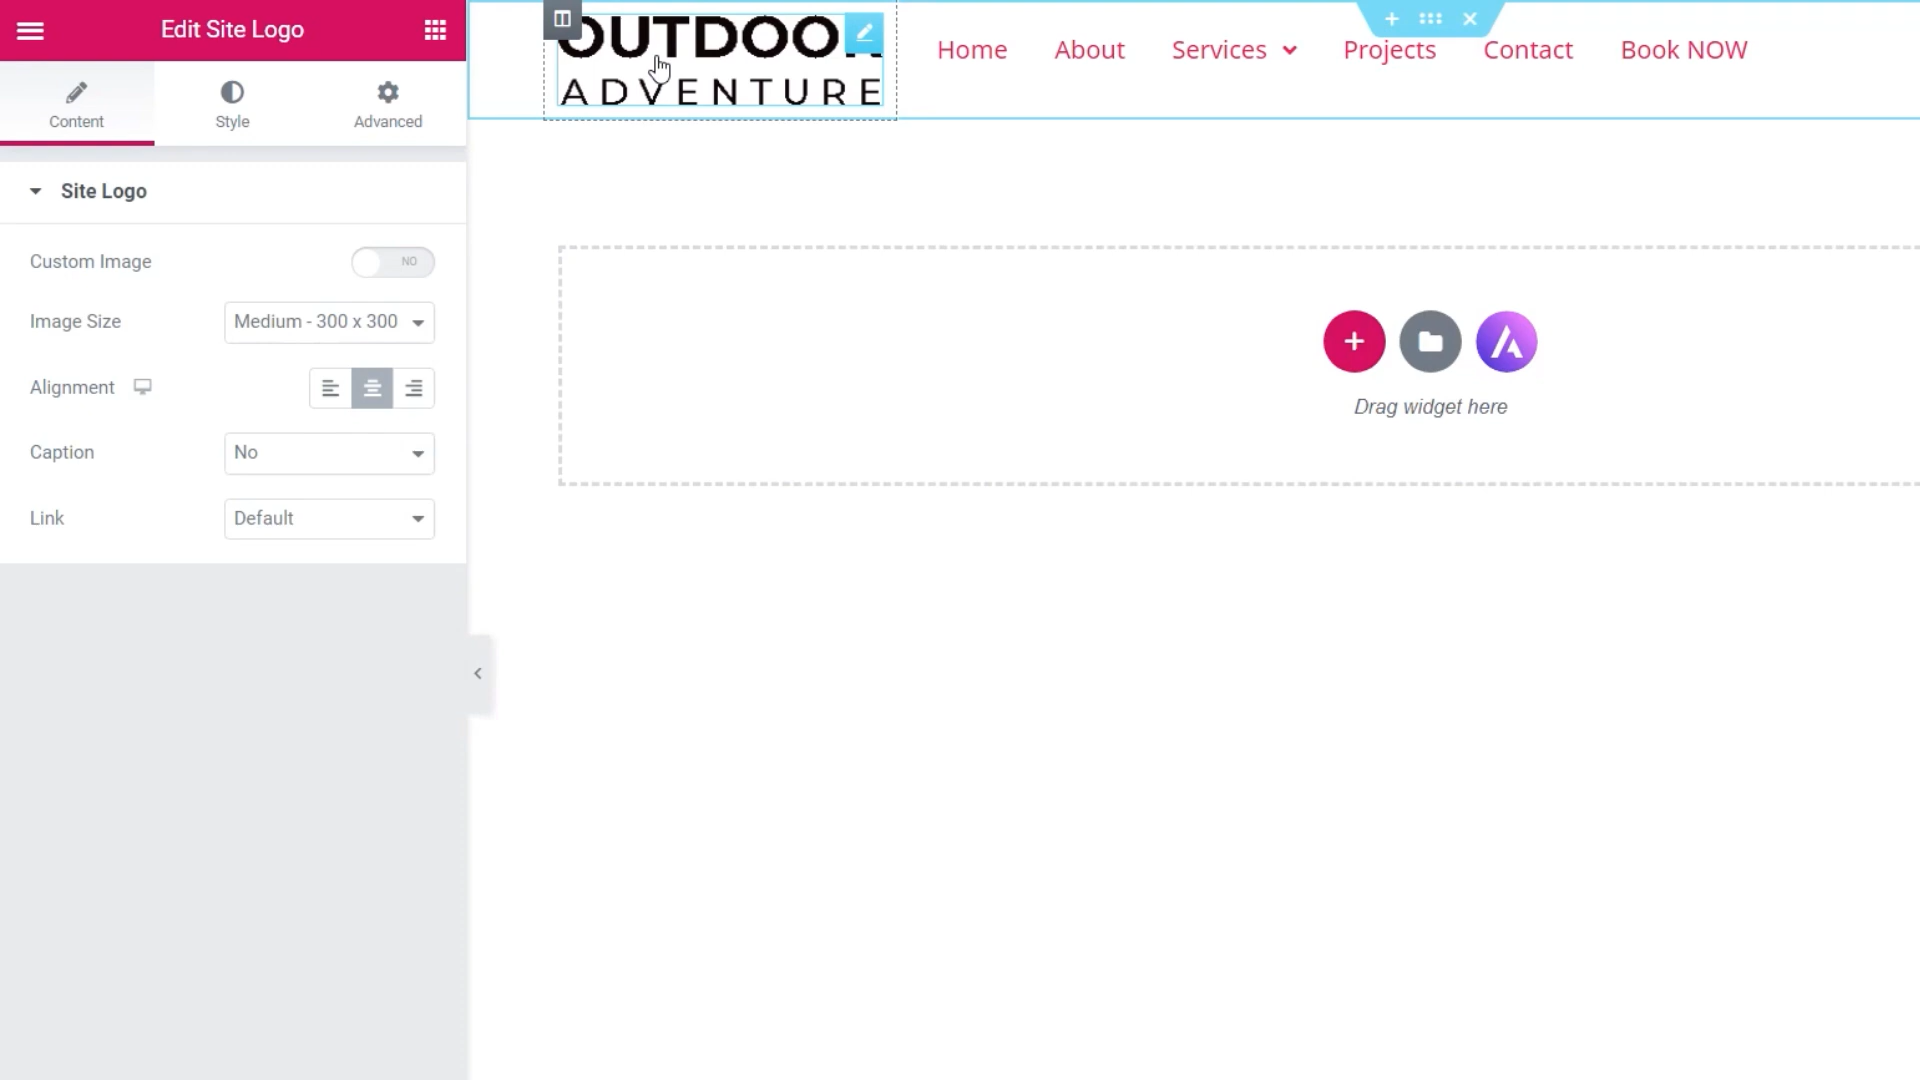 Edit Site Logo
Content
Style
Advanced
Site Logo
Custom Image
NO
Image Size
Medium - 300 x 300
Alignment
Caption
No
Link
Default
OUTDOOR
ADVENTURE
Home
About
Services
Projects
Contact
Book NOW
Drag widget here